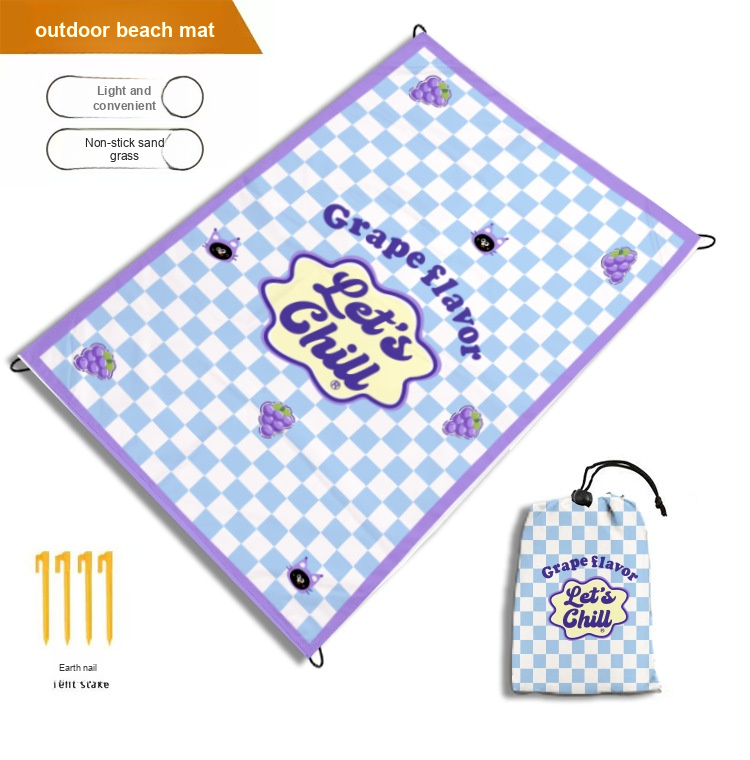 outdoor beach mat
Light and
convenient
Non-stick sand
grass
Grape flavor
Let's
Chill
®
Grape flavor
Let's
Chill
®
Earth nail
Tent Stake